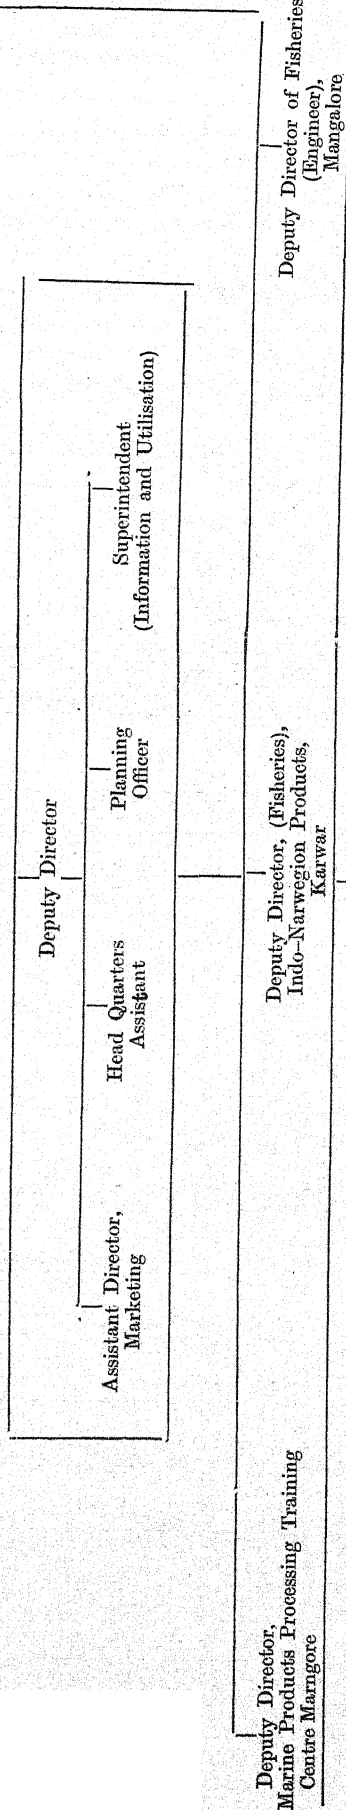 Deputy Director
Assistant Director,
Marketing
Head Quarters
Assistant
Planning
Officer
Superintendent
(Information and Utilisation)
Deputy Director,
Marine Products Processing Training
Centre Marngore
Deputy Director, (Fisheries),
Indo-Narwegion Products,
Karwar
Deputy Director of Fisheries
(Engineer),
Mangalore